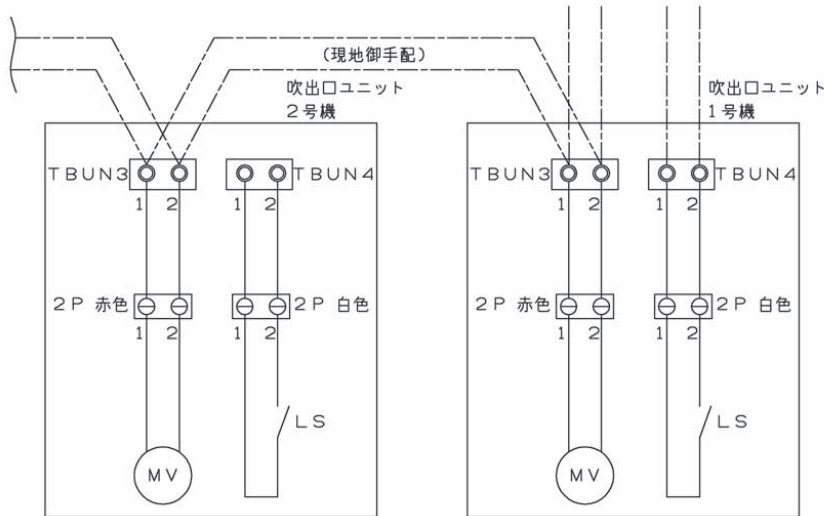 (現地御手配)
吹出口ユニット
2号機
吹出口ユニット
1号機
TBUN3
TBUN4
TBUN3
TBUN4
1 2
1 2
1 2
1 2
2P 赤色
2P 白色
2P 赤色
2P 白色
1 2
1 2
1 2
1 2
LS
LS
MV
MV